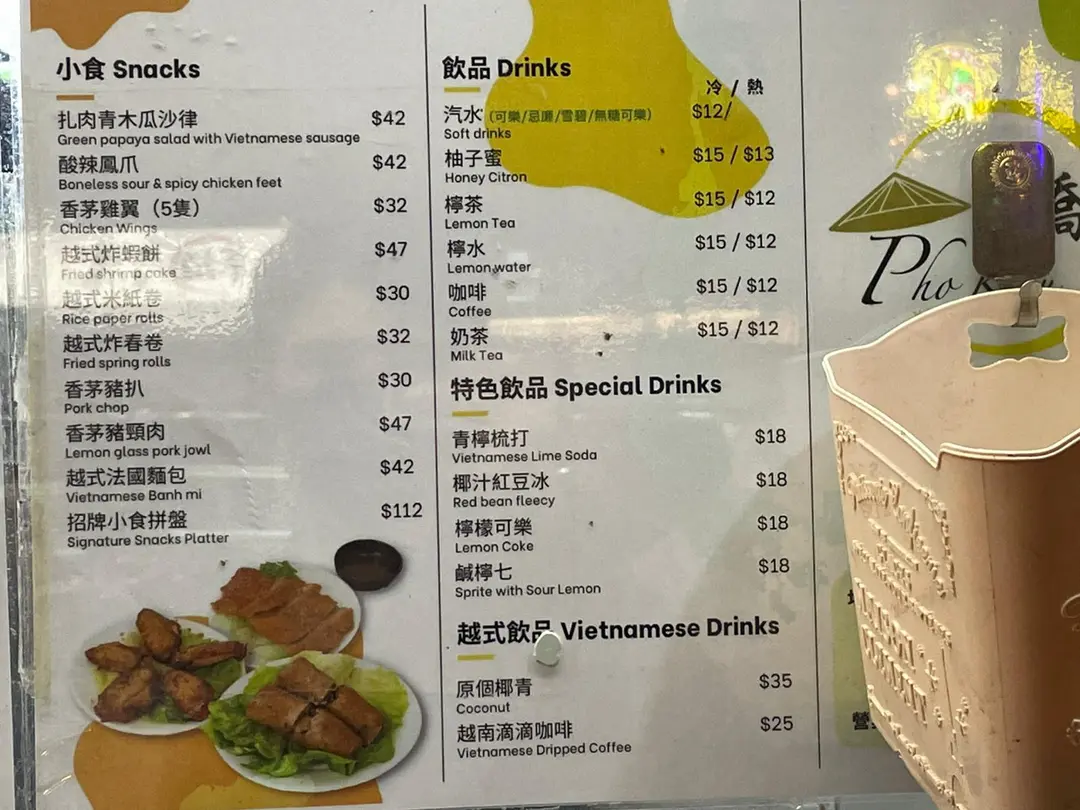 小食 Snacks
扎肉青木瓜沙律 $42
Green papaya salad with Vietnamese sausage
酸辣鳳爪 $42
Boneless sour & spicy chicken feet
香茅雞翼（5隻） $32
Chicken Wings
越式炸蝦餅 $47
Fried shrimp cake
越式米紙卷 $30
Rice paper rolls
越式炸春卷 $32
Fried spring rolls
香茅豬扒 $30
Pork chop
香茅豬頸肉 $47
Lemon glass pork jowl
越式法國麵包 $42
Vietnamese Banh mi
招牌小食拼盤 $112
Signature Snacks Platter
飲品 Drinks
冷 / 熱
汽水 (可樂/忌廉/雪碧/無糖可樂) $12/
Soft drinks
柚子蜜 $15 / $13
Honey Citron
檸茶 $15 / $12
Lemon Tea
檸水 $15 / $12
Lemon water
咖啡 $15 / $12
Coffee
奶茶 $15 / $12
Milk Tea
特色飲品 Special Drinks
青檸梳打 $18
Vietnamese Lime Soda
椰汁紅豆冰 $18
Red bean fleecy
檸檬可樂 $18
Lemon Coke
鹹檸七 $18
Sprite with Sour Lemon
越式飲品 Vietnamese Drinks
原個椰青 $35
Coconut
越南滴滴咖啡 $25
Vietnamese Dripped Coffee
Pho